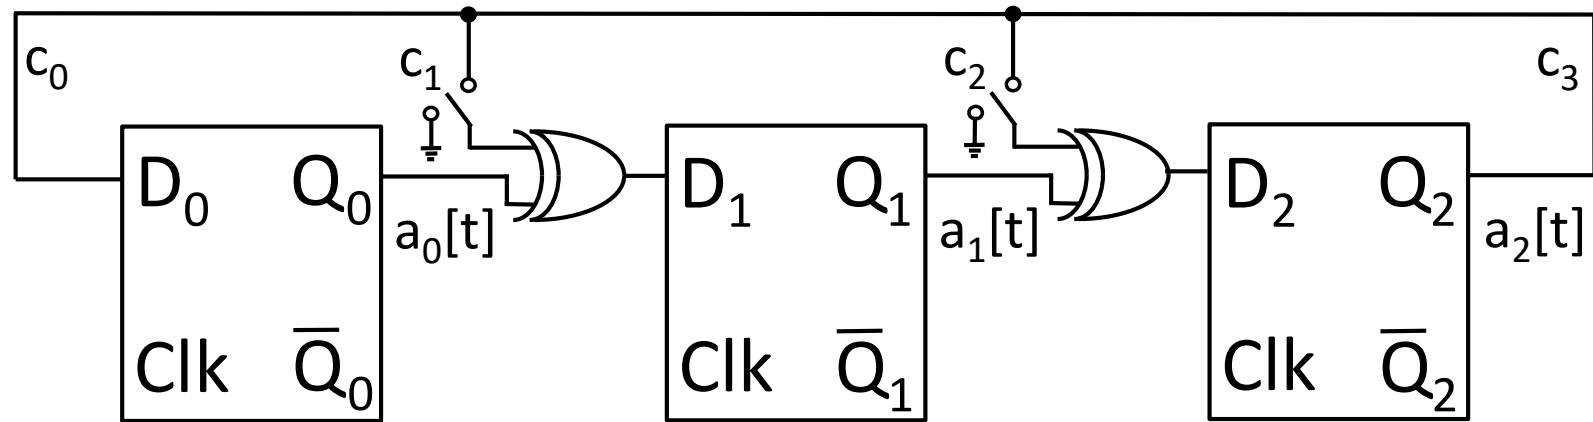 c₀ c₁ c₂ c₃
D₀ Q₀ D₁ Q₁ D₂ Q₂
a₀[t] a₁[t] a₂[t]
Clk Q̅₀ Clk Q̅₁ Clk Q̅₂